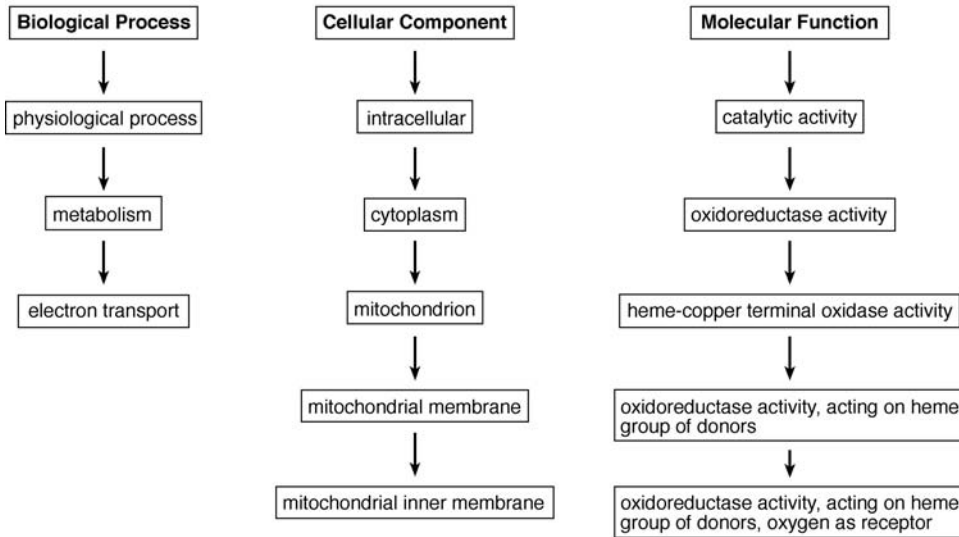 Biological Process
physiological process
metabolism
electron transport
Cellular Component
intracellular
cytoplasm
mitochondrion
mitochondrial membrane
mitochondrial inner membrane
Molecular Function
catalytic activity
oxidoreductase activity
heme-copper terminal oxidase activity
oxidoreductase activity, acting on heme
group of donors
oxidoreductase activity, acting on heme
group of donors, oxygen as receptor